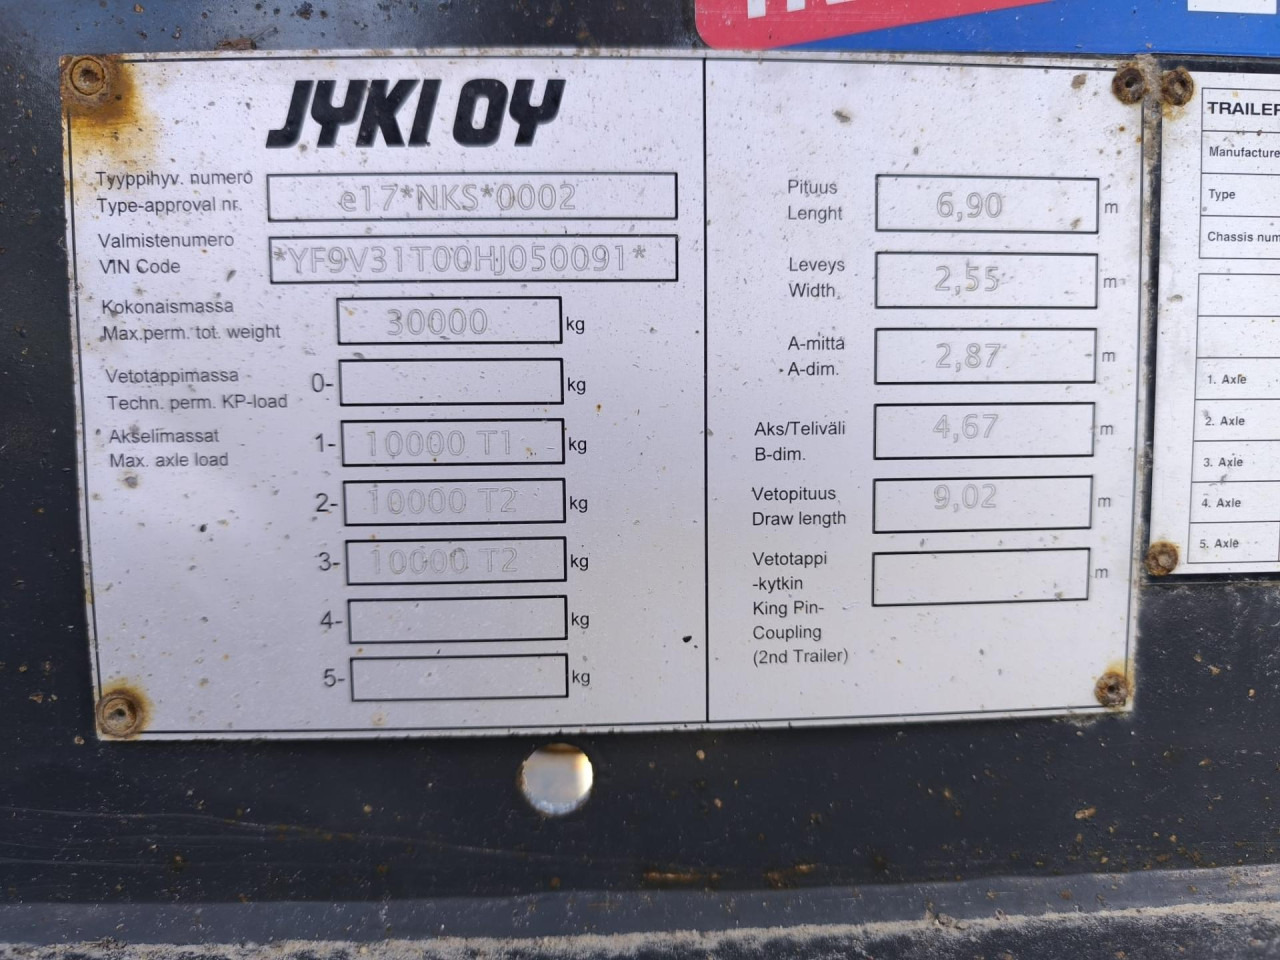 JYKI OY
Tyyppihyv. numero
Type-approval nr.
e17*NKS*0002
Valmistenumero
VIN Code
*YF9V31T00HJ050091*
Kokonaismassa
Max.perm. tot. weight
30000 kg
Vetotappimassa
Techn. perm. KP-load
0- kg
Akselimassat
Max. axle load
1- 10000 T1 kg
2- 10000 T2 kg
3- 10000 T2 kg
4- kg
5- kg
Pituus
Lenght
6,90 m
Leveys
Width
2,55 m
A-mitta
A-dim.
2,87 m
Aks/Teliväli
B-dim.
4,67 m
Vetopituus
Draw length
9,02 m
Vetotappi
-kytkin
King Pin-
Coupling
(2nd Trailer)
m
TRAILER
Manufacture
Type
Chassis num
1. Axle
2. Axle
3. Axle
4. Axle
5. Axle